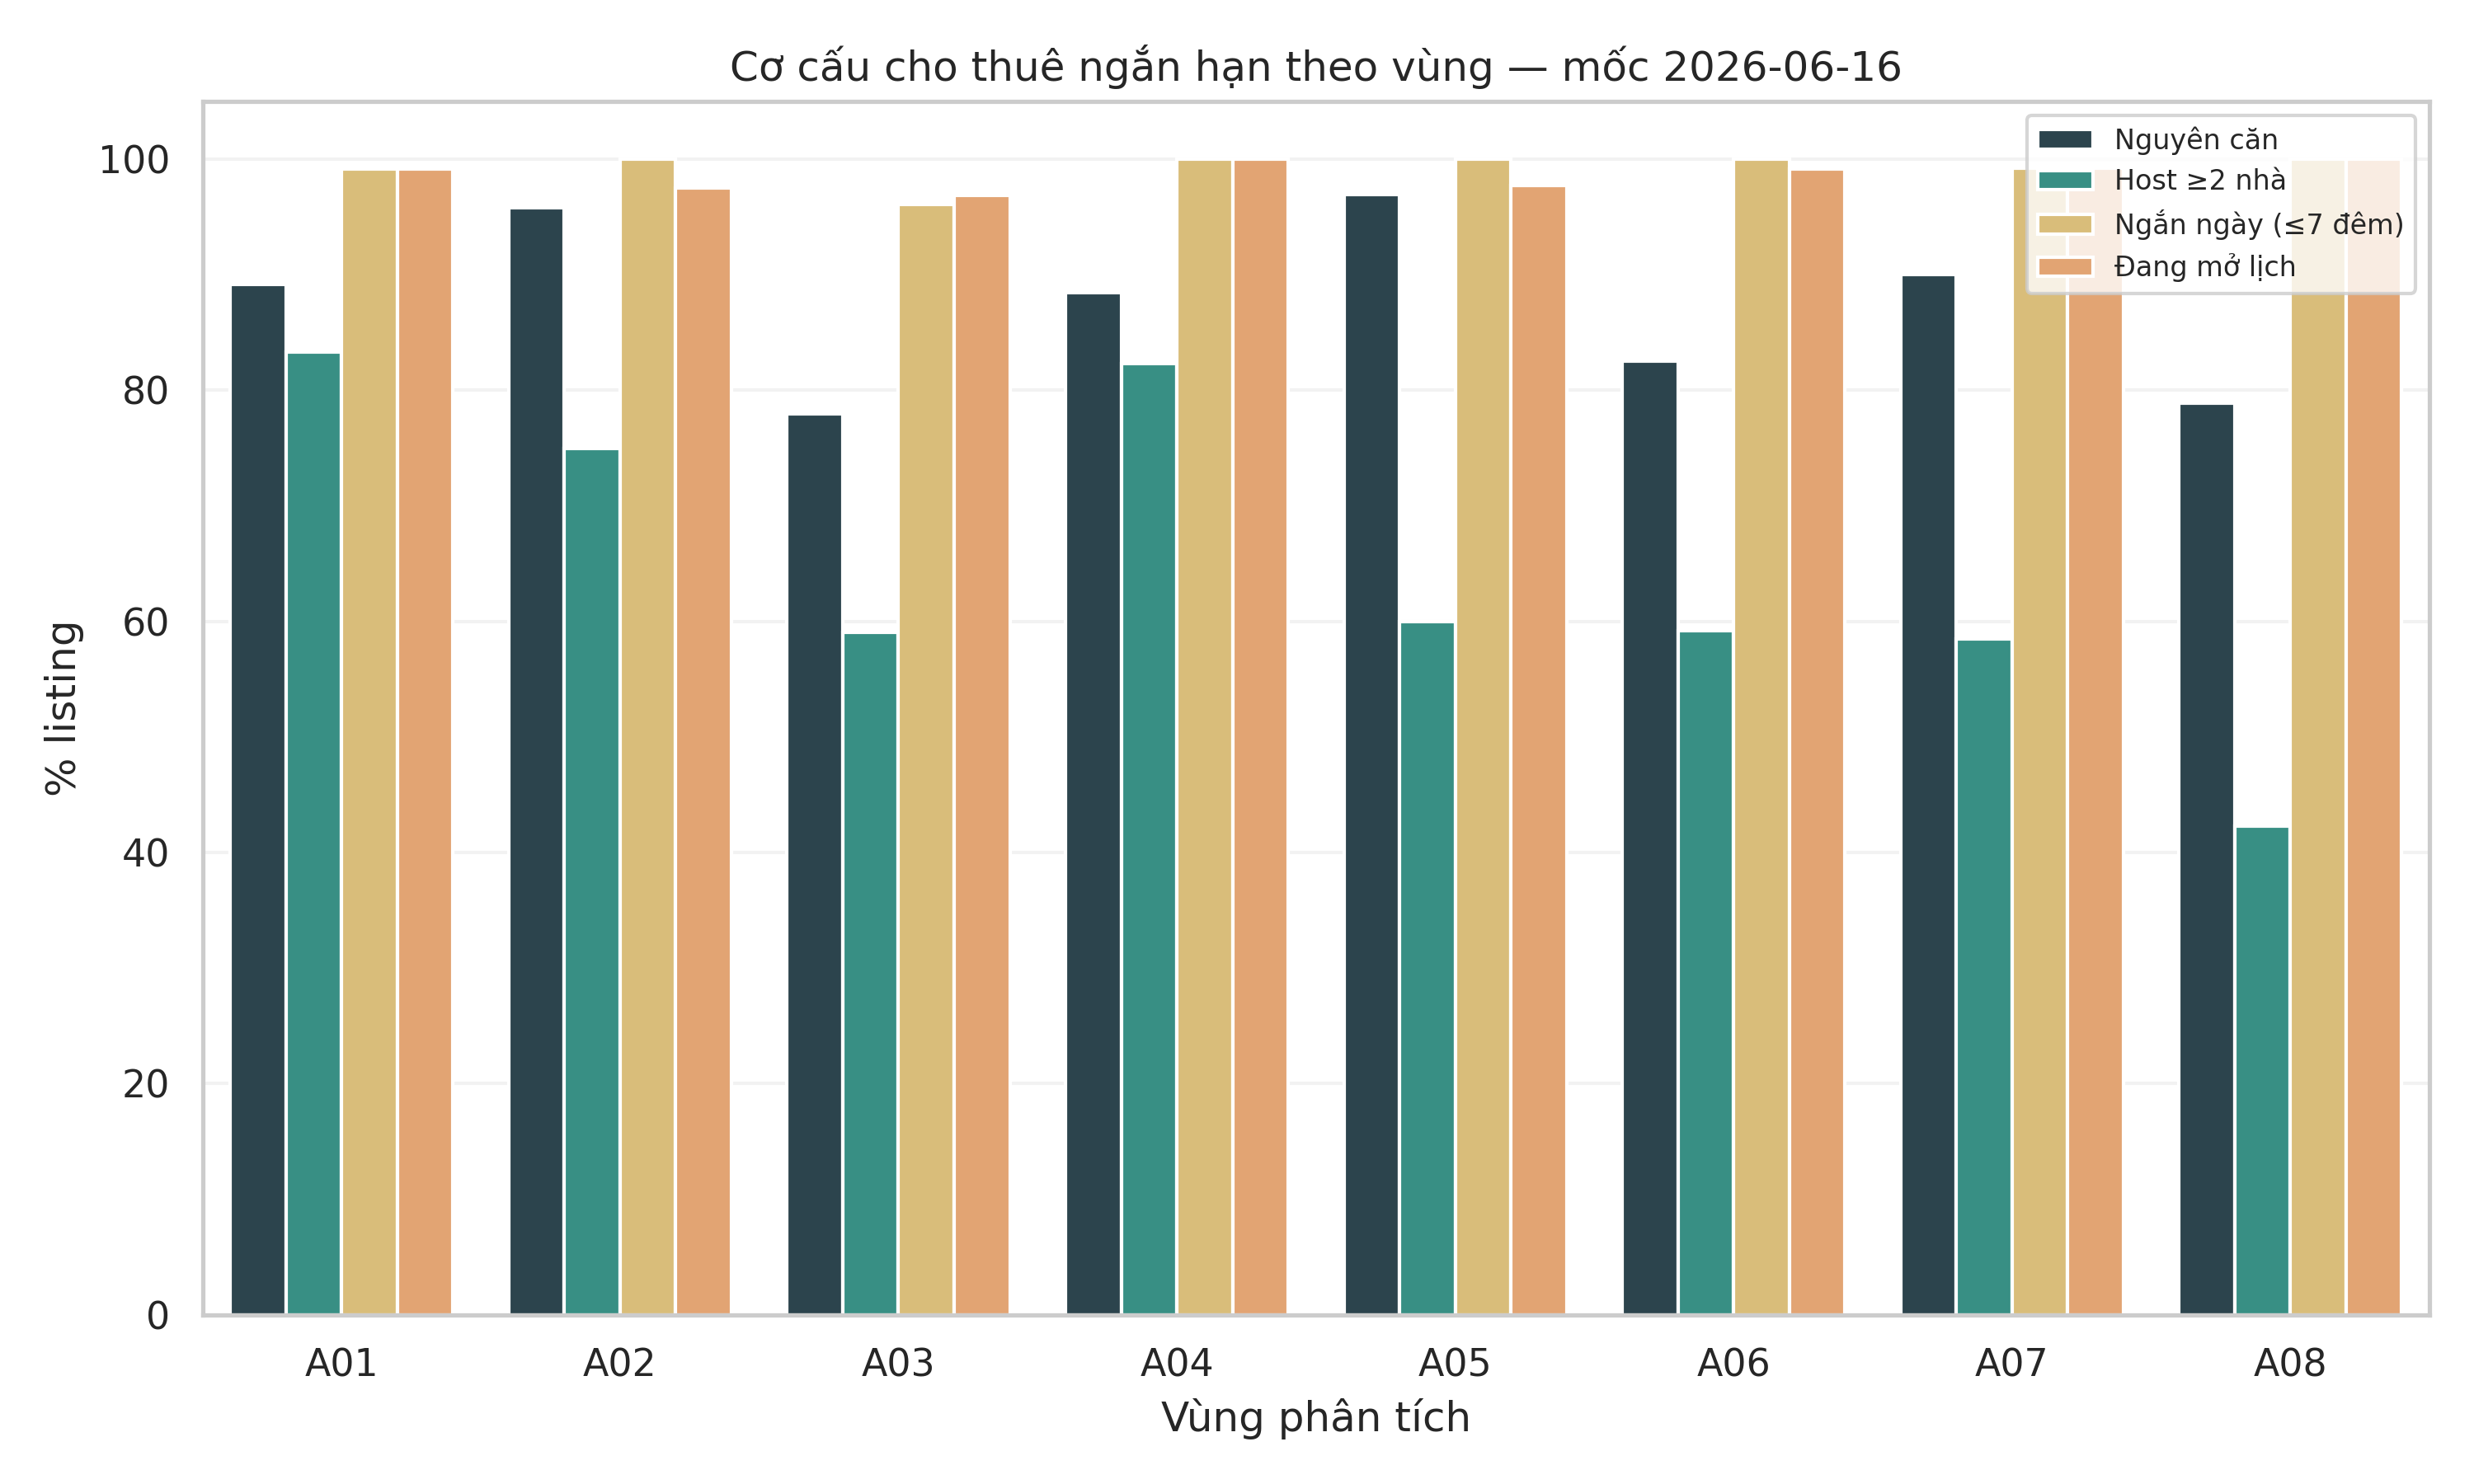 Cơ cấu cho thuê ngắn hạn theo vùng — mốc 2026-06-16
Nguyên căn
Host ≥2 nhà
Ngắn ngày (≤7 đêm)
Đang mở lịch
% listing
100
80
60
40
20
0
A01 A02 A03 A04 A05 A06 A07 A08
Vùng phân tích